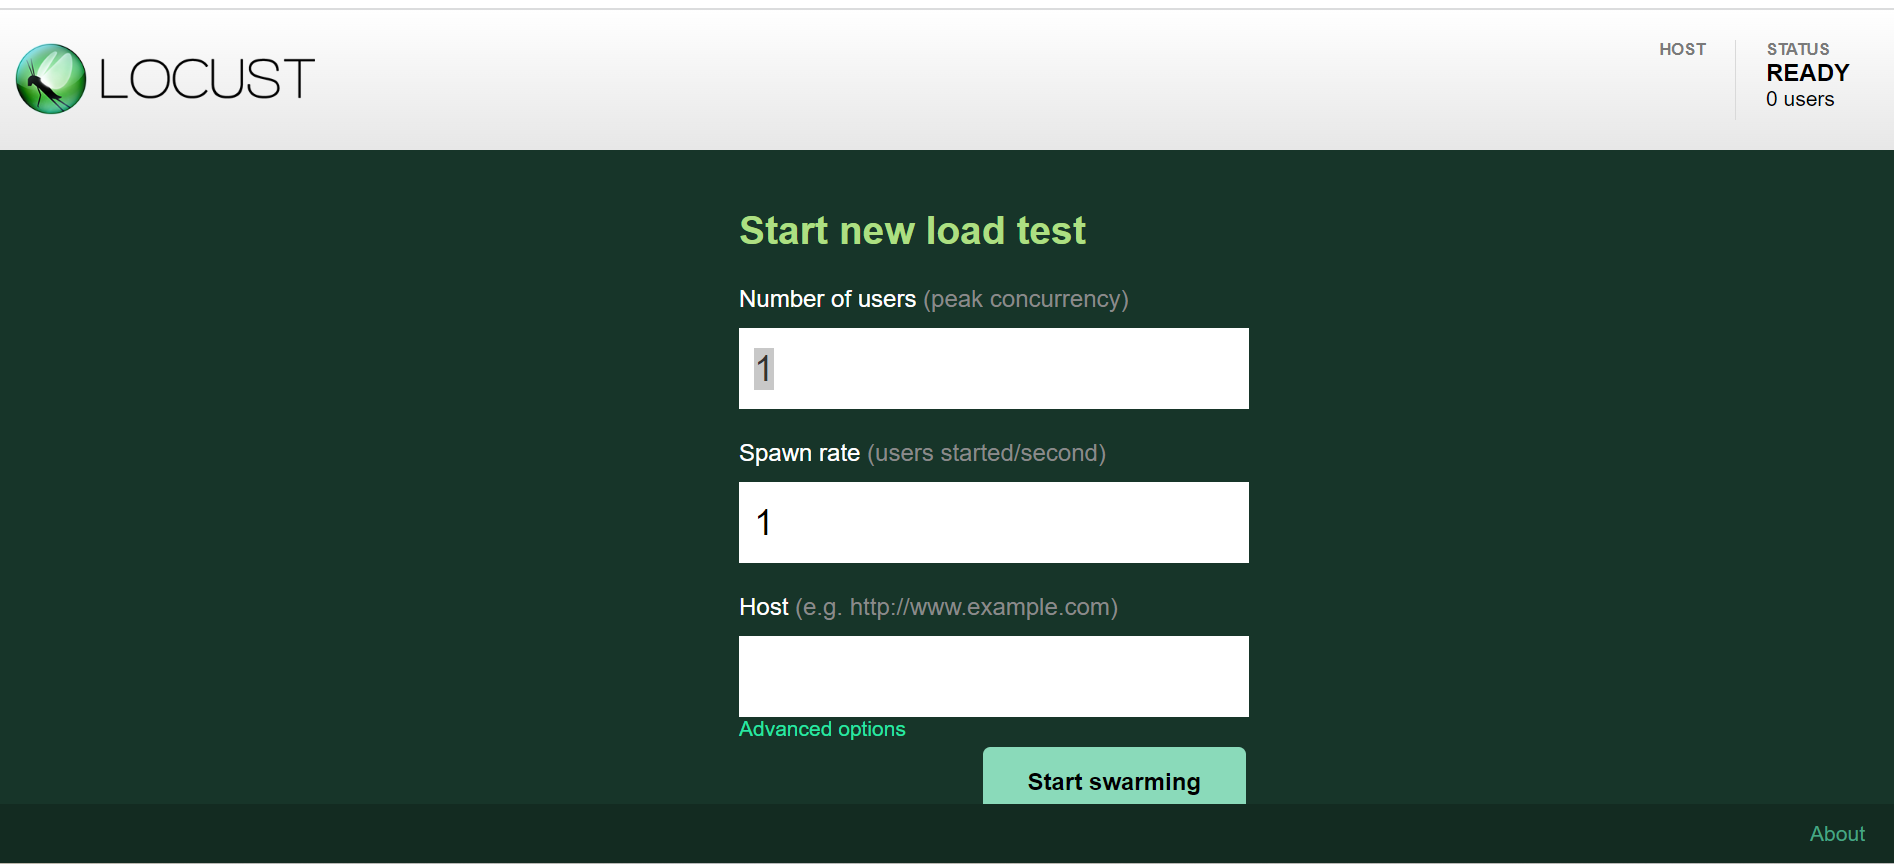 LOCUST
HOST
STATUS
READY
0 users
Start new load test
Number of users (peak concurrency)
1
Spawn rate (users started/second)
1
Host (e.g. http://www.example.com)
Advanced options
Start swarming
About